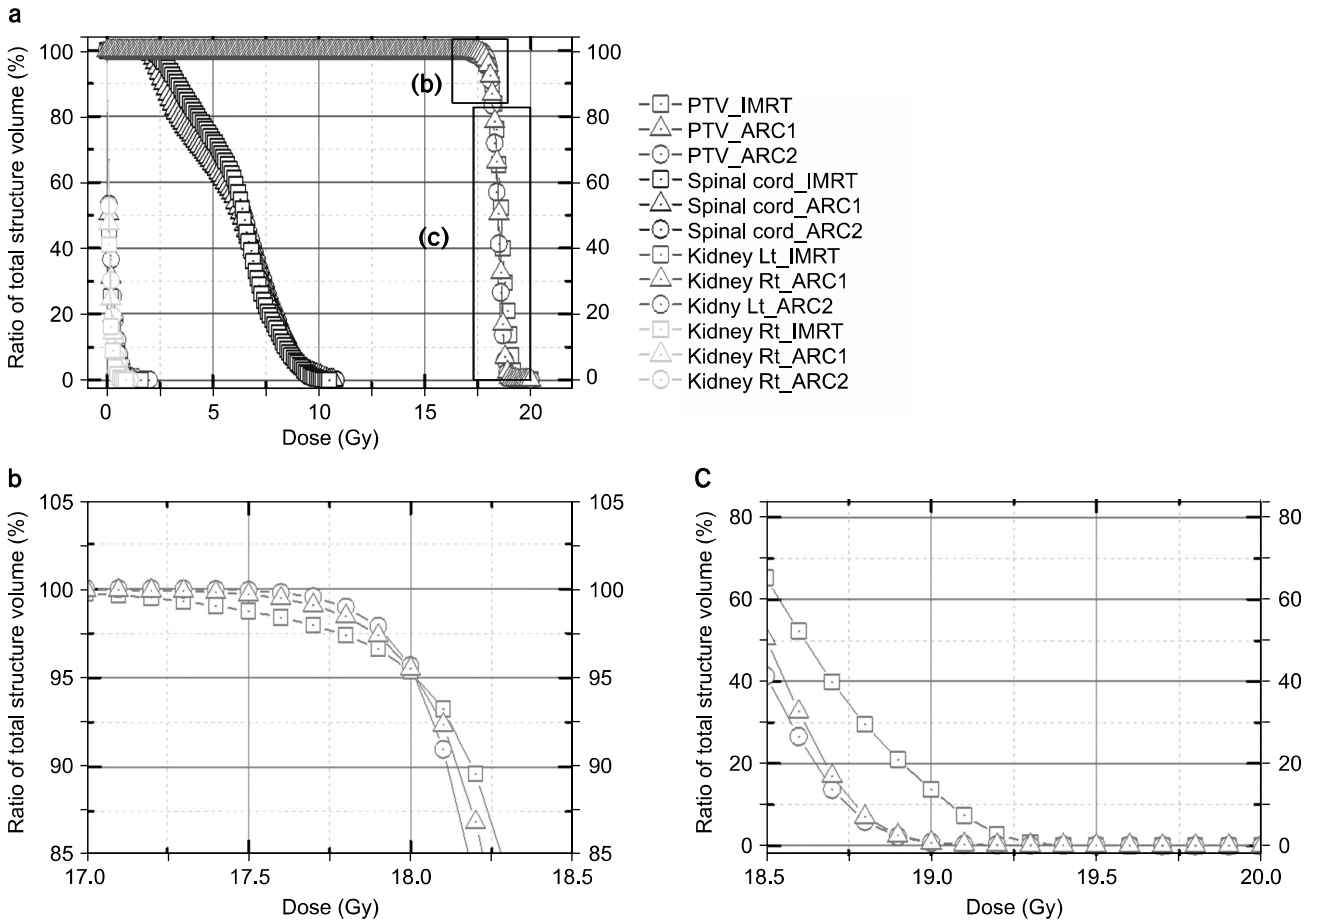 a
Ratio of total structure volume (%)
100
80
60
40
20
0
100
80
60
40
20
0
(b)
(c)
0
5
10
15
20
Dose (Gy)
PTV_IMRT
PTV_ARC1
PTV_ARC2
Spinal cord_IMRT
Spinal cord_ARC1
Spinal cord_ARC2
Kidney Lt_IMRT
Kidney Rt_ARC1
Kidny Lt_ARC2
Kidney Rt_IMRT
Kidney Rt_ARC1
Kidney Rt_ARC2
b
Ratio of total structure volume (%)
105
100
95
90
85
105
100
95
90
85
17.0
17.5
18.0
18.5
Dose (Gy)
C
Ratio of total structure volume (%)
80
60
40
20
0
80
60
40
20
0
18.5
19.0
19.5
20.0
Dose (Gy)